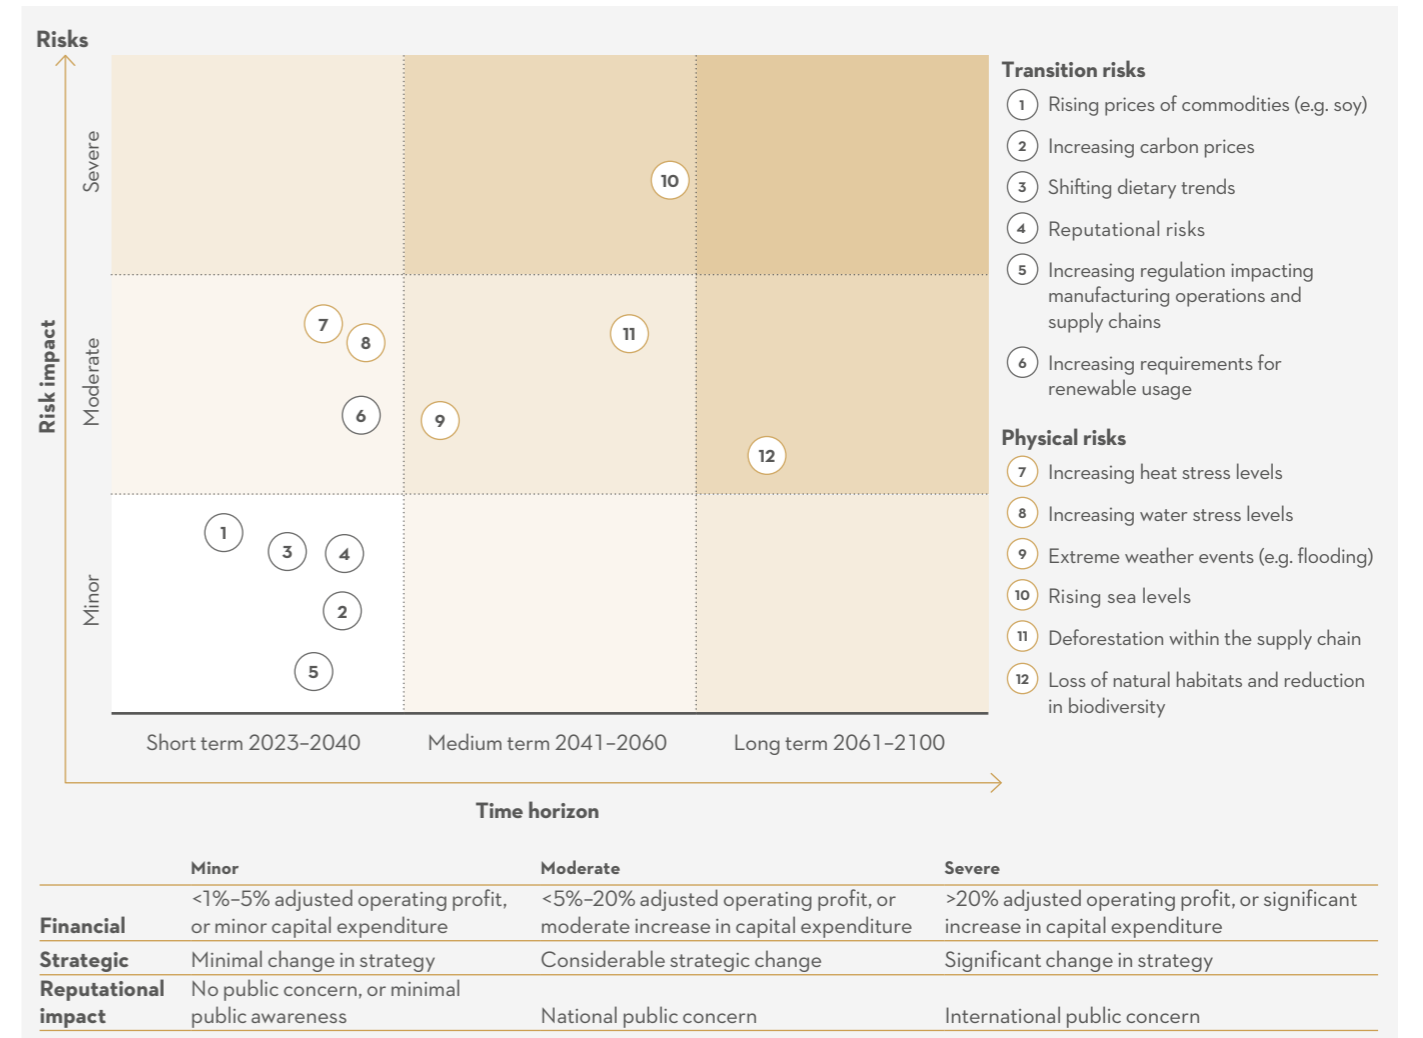 Risks
Severe
Moderate
Minor
Risk impact
10
7
8
11
6
9
12
1
3
4
2
5
Short term 2023–2040
Medium term 2041–2060
Long term 2061–2100
Time horizon
Transition risks
1 Rising prices of commodities (e.g. soy)
2 Increasing carbon prices
3 Shifting dietary trends
4 Reputational risks
5 Increasing regulation impacting
manufacturing operations and
supply chains
6 Increasing requirements for
renewable usage
Physical risks
7 Increasing heat stress levels
8 Increasing water stress levels
9 Extreme weather events (e.g. flooding)
10 Rising sea levels
11 Deforestation within the supply chain
12 Loss of natural habitats and reduction
in biodiversity
Minor Moderate Severe
<1%–5% adjusted operating profit, <5%–20% adjusted operating profit, or >20% adjusted operating profit, or significant
Financial or minor capital expenditure moderate increase in capital expenditure increase in capital expenditure
Strategic Minimal change in strategy Considerable strategic change Significant change in strategy
Reputational No public concern, or minimal
impact public awareness National public concern International public concern